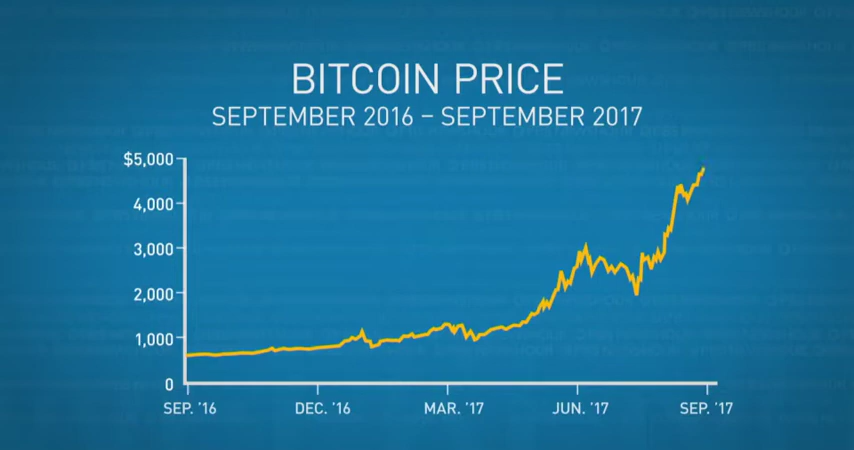 BITCOIN PRICE
SEPTEMBER 2016 – SEPTEMBER 2017
$5,000
4,000
3,000
2,000
1,000
0
SEP. '16 DEC. '16 MAR. '17 JUN. '17 SEP. '17